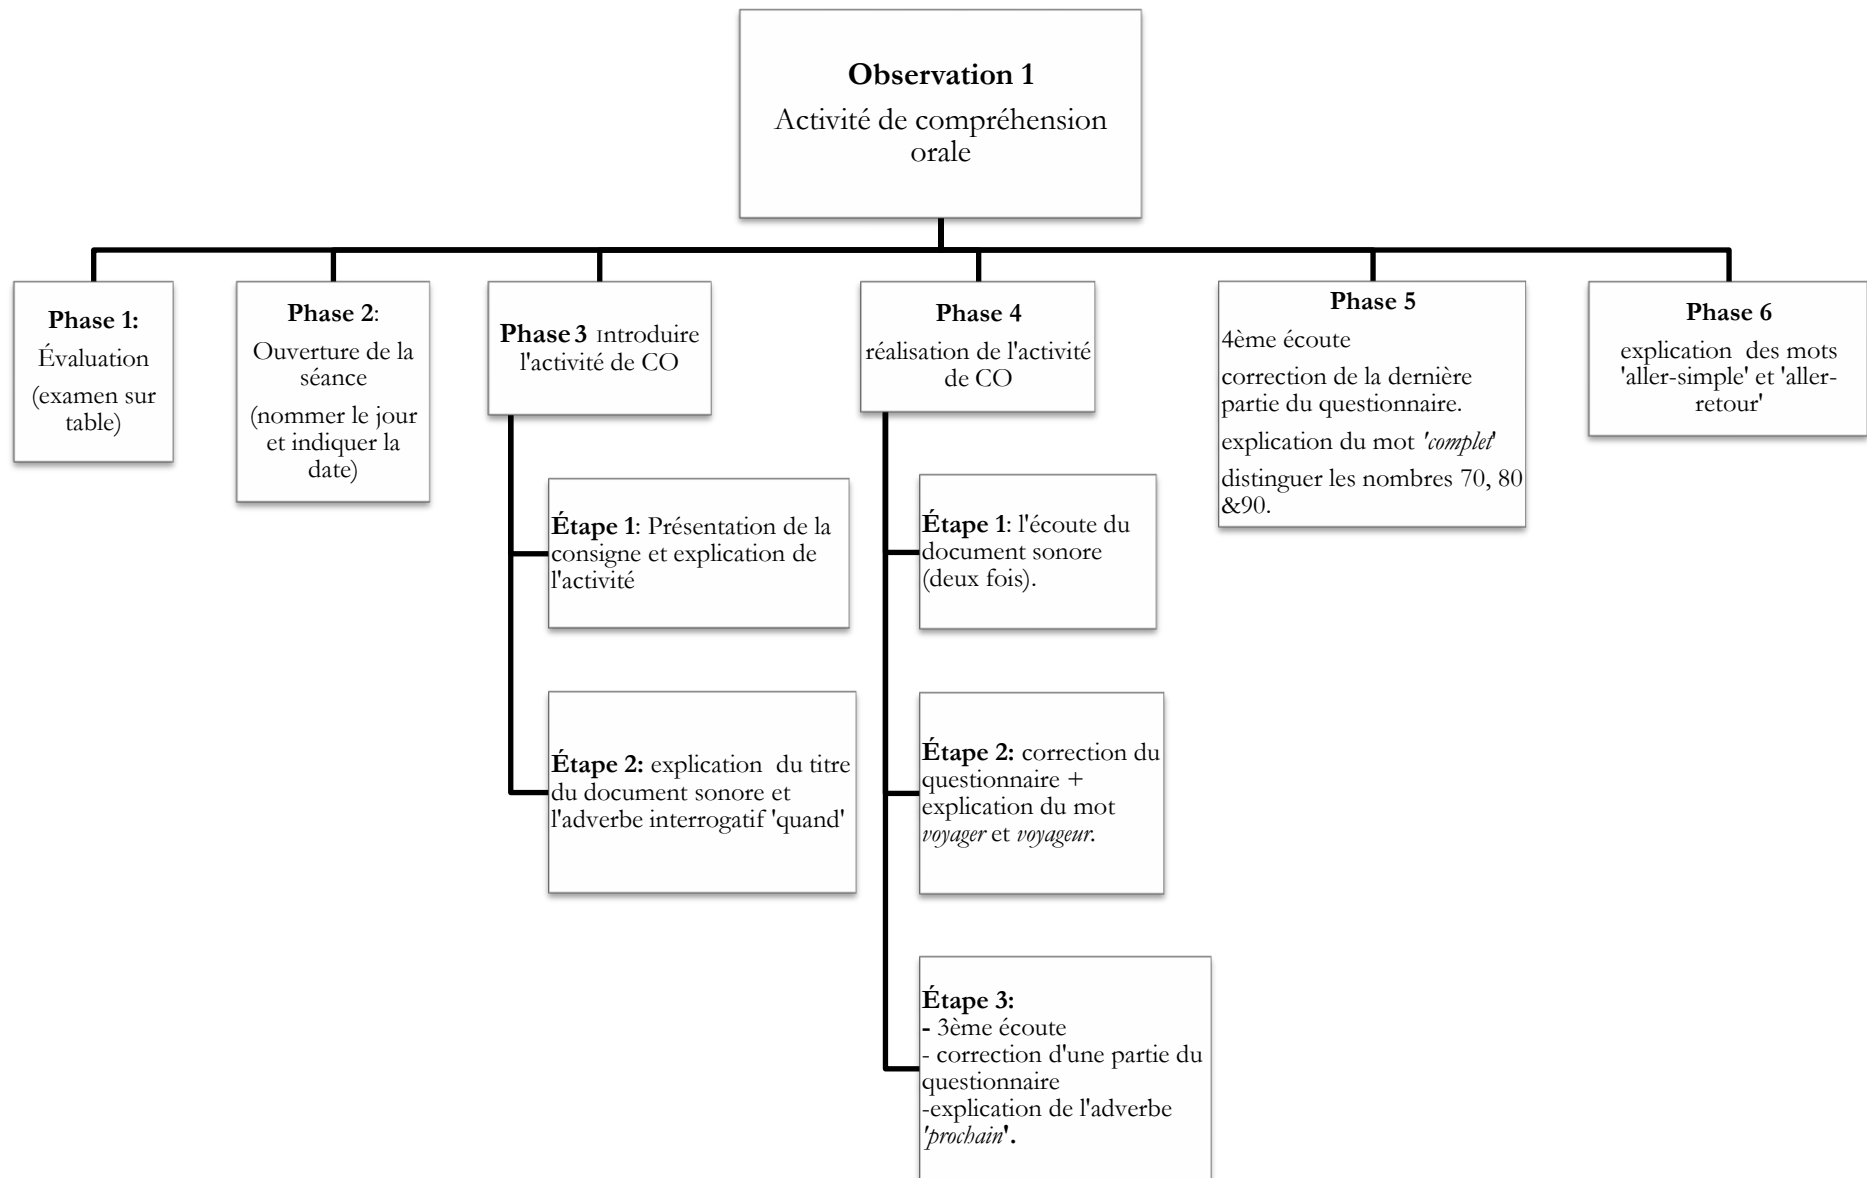 Observation 1
Activité de compréhension
orale
Phase 1:
Évaluation
(examen sur
table)
Phase 2:
Ouverture de la
séance
(nommer le jour
et indiquer la
date)
Phase 3 Introduire
l'activité de CO
Étape 1: Présentation de la
consigne et explication de
l'activité
Étape 2: explication du titre
du document sonore et
l'adverbe interrogatif 'quand'
Phase 4
réalisation de l'activité
de CO
Étape 1: l'écoute du
document sonore
(deux fois).
Étape 2: correction du
questionnaire +
explication du mot
voyager et voyageur.
Étape 3:
- 3ème écoute
- correction d'une partie du
questionnaire
-explication de l'adverbe
'prochain'.
Phase 5
4ème écoute
correction de la dernière
partie du questionnaire.
explication du mot 'complet'
distinguer les nombres 70, 80
&90.
Phase 6
explication des mots
'aller-simple' et 'aller-
retour'